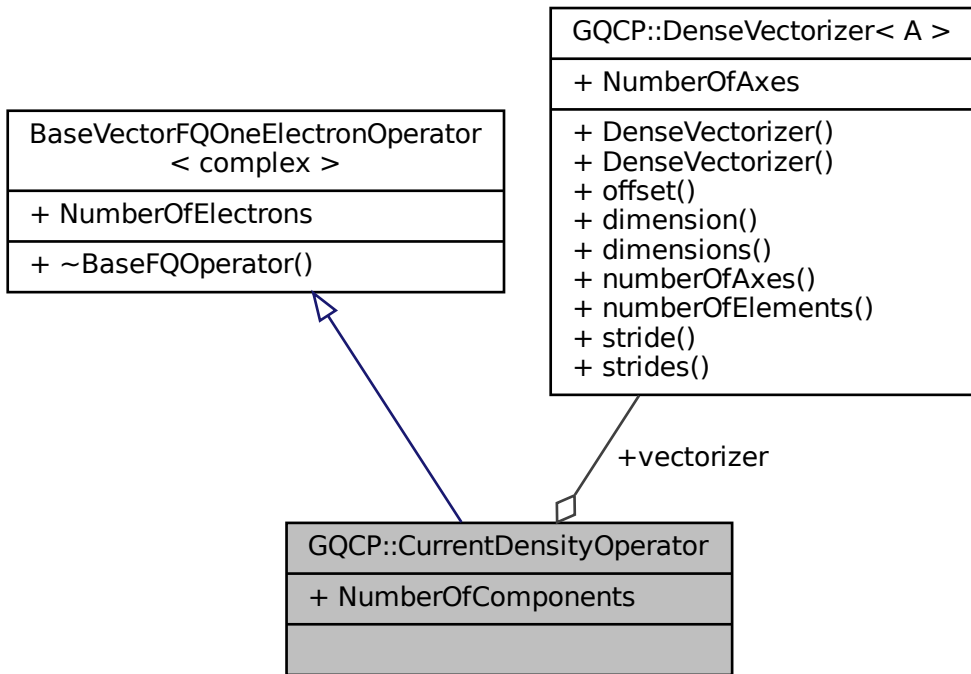 GQCP::DenseVectorizer< A >
+ NumberOfAxes
+ DenseVectorizer()
+ DenseVectorizer()
+ offset()
+ dimension()
+ dimensions()
+ numberOfAxes()
+ numberOfElements()
+ stride()
+ strides()
BaseVectorFQOneElectronOperator
< complex >
+ NumberOfElectrons
+ ~BaseFQOperator()
+vectorizer
GQCP::CurrentDensityOperator
+ NumberOfComponents